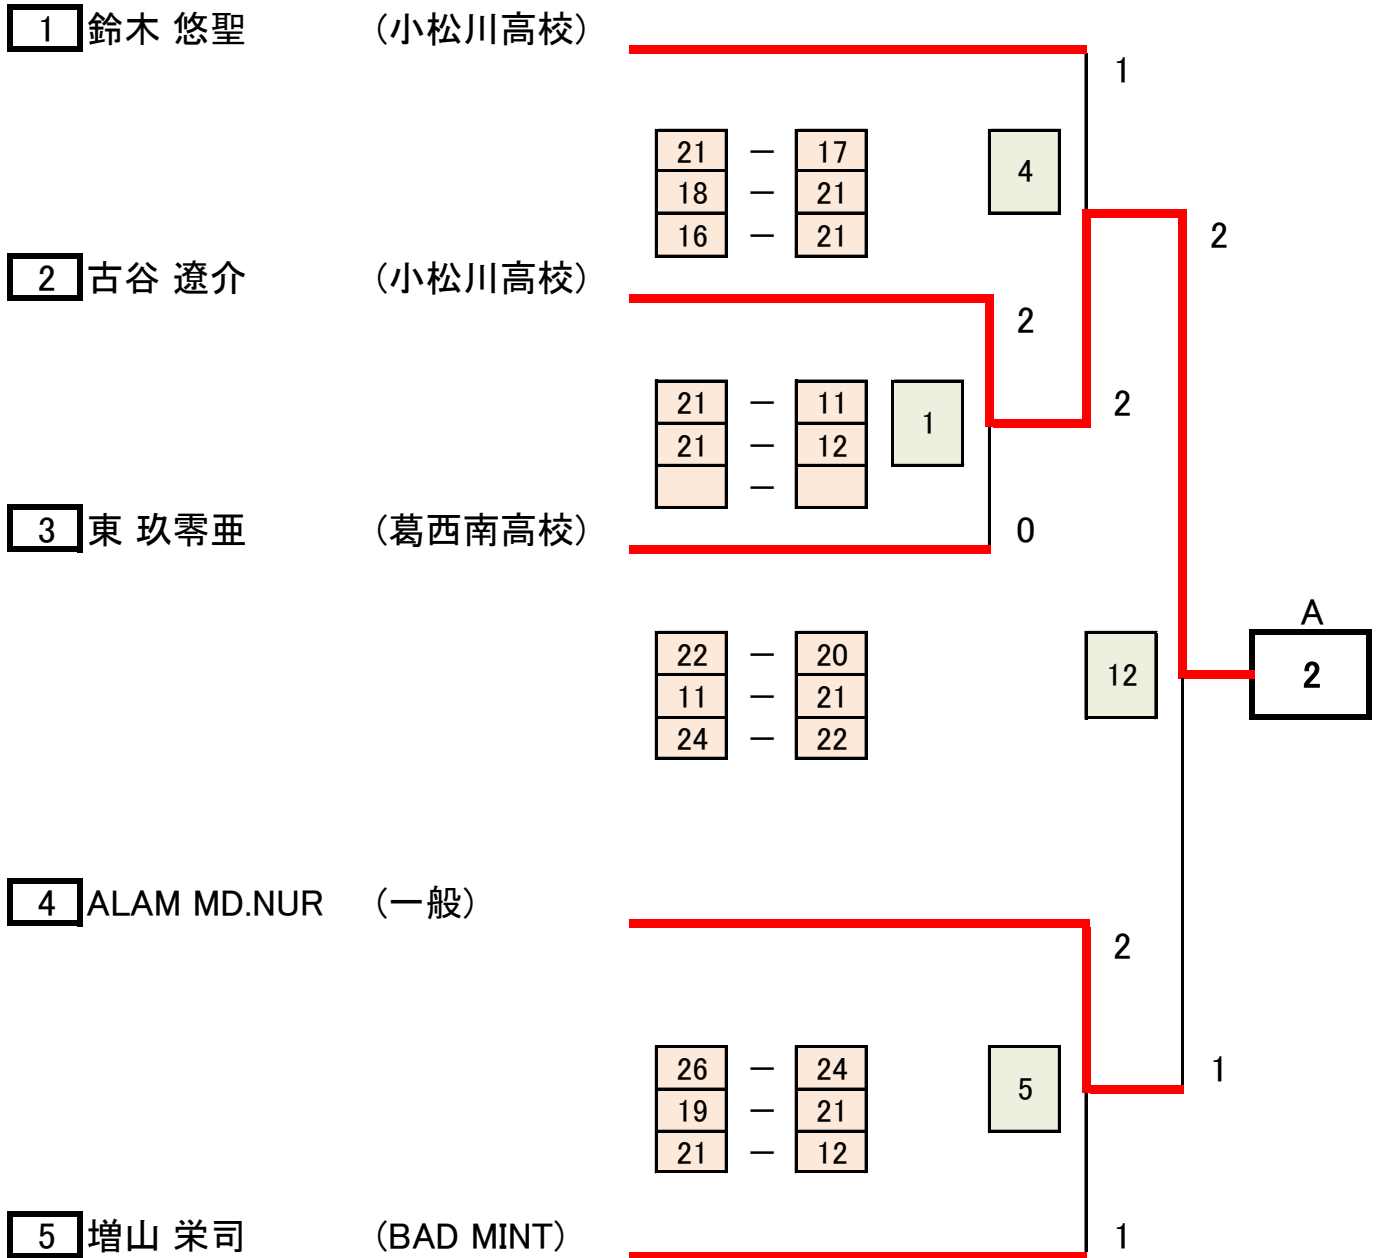 1 鈴木 悠聖 (小松川高校)
1
21 － 17
4
18 － 21
16 － 21
2
2 古谷 遼介 (小松川高校)
2
21 － 11
1
2
21 － 12
－
3 東 玖零亜 (葛西南高校)
0
A
22 － 20
12
2
11 － 21
24 － 22
4 ALAM MD.NUR (一般)
2
26 － 24
5
1
19 － 21
21 － 12
5 増山 栄司 (BAD MINT)
1